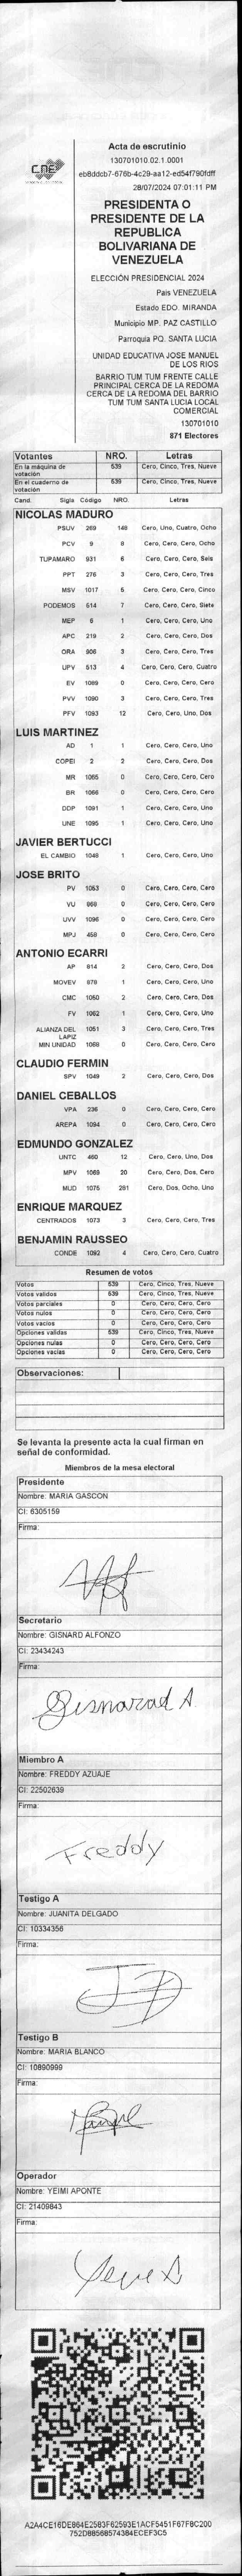 CNE
Acta de escrutinio
130701010.02.1.0001
eb8ddcb7-676b-4c29-aa12-ed54f790fdff
28/07/2024 07:01:11 PM
PRESIDENTA O
PRESIDENTE DE LA
REPUBLICA
BOLIVARIANA DE
VENEZUELA
ELECCIÓN PRESIDENCIAL 2024
Pais VENEZUELA
Estado EDO. MIRANDA
Municipio MP. PAZ CASTILLO
Parroquia PQ. SANTA LUCIA
UNIDAD EDUCATIVA JOSE MANUEL
DE LOS RIOS
BARRIO TUM TUM FRENTE CALLE
PRINCIPAL CERCA DE LA REDOMA
CERCA DE LA REDOMA DEL BARRIO
TUM TUM SANTA LUCIA LOCAL
COMERCIAL
130701010
871 Electores
Votantes NRO. Letras
En la máquina de votación 539 Cero, Cinco, Tres, Nueve
En el cuaderno de votación 539 Cero, Cinco, Tres, Nueve
Cand. Sigla Código NRO. Letras
NICOLAS MADURO
PSUV 269 148 Cero, Uno, Cuatro, Ocho
PCV 9 8 Cero, Cero, Cero, Ocho
TUPAMARO 931 6 Cero, Cero, Cero, Seis
PPT 276 3 Cero, Cero, Cero, Tres
MSV 1017 5 Cero, Cero, Cero, Cinco
PODEMOS 614 7 Cero, Cero, Cero, Siete
MEP 6 1 Cero, Cero, Cero, Uno
APC 219 2 Cero, Cero, Cero, Dos
ORA 906 3 Cero, Cero, Cero, Tres
UPV 513 4 Cero, Cero, Cero, Cuatro
EV 1089 0 Cero, Cero, Cero, Cero
PVV 1090 3 Cero, Cero, Cero, Tres
PFV 1093 12 Cero, Cero, Uno, Dos
LUIS MARTINEZ
AD 1 1 Cero, Cero, Cero, Uno
COPEI 2 2 Cero, Cero, Cero, Dos
MR 1065 0 Cero, Cero, Cero, Cero
BR 1066 0 Cero, Cero, Cero, Cero
DDP 1091 1 Cero, Cero, Cero, Uno
UNE 1095 1 Cero, Cero, Cero, Uno
JAVIER BERTUCCI
EL CAMBIO 1048 1 Cero, Cero, Cero, Uno
JOSE BRITO
PV 1053 0 Cero, Cero, Cero, Cero
VU 868 0 Cero, Cero, Cero, Cero
UVV 1096 0 Cero, Cero, Cero, Cero
MPJ 458 0 Cero, Cero, Cero, Cero
ANTONIO ECARRI
AP 814 2 Cero, Cero, Cero, Dos
MOVEV 978 1 Cero, Cero, Cero, Uno
CMC 1050 2 Cero, Cero, Cero, Dos
FV 1062 1 Cero, Cero, Cero, Uno
ALIANZA DEL LAPIZ 1051 3 Cero, Cero, Cero, Tres
MIN UNIDAD 1088 0 Cero, Cero, Cero, Cero
CLAUDIO FERMIN
SPV 1049 2 Cero, Cero, Cero, Dos
DANIEL CEBALLOS
VPA 236 0 Cero, Cero, Cero, Cero
AREPA 1094 0 Cero, Cero, Cero, Cero
EDMUNDO GONZALEZ
UNTC 460 12 Cero, Cero, Uno, Dos
MPV 1069 20 Cero, Cero, Dos, Cero
MUD 1075 281 Cero, Dos, Ocho, Uno
ENRIQUE MARQUEZ
CENTRADOS 1073 3 Cero, Cero, Cero, Tres
BENJAMIN RAUSSEO
CONDE 1092 4 Cero, Cero, Cero, Cuatro
Resumen de votos
Votos 539 Cero, Cinco, Tres, Nueve
Votos validos 539 Cero, Cinco, Tres, Nueve
Votos parciales 0 Cero, Cero, Cero, Cero
Votos nulos 0 Cero, Cero, Cero, Cero
Votos vacios 0 Cero, Cero, Cero, Cero
Opciones validas 539 Cero, Cinco, Tres, Nueve
Opciones nulas 0 Cero, Cero, Cero, Cero
Opciones vacias 0 Cero, Cero, Cero, Cero
Observaciones:
Se levanta la presente acta la cual firman en
señal de conformidad.
Miembros de la mesa electoral
Presidente
Nombre: MARIA GASCON
CI: 6305159
Firma:
Secretario
Nombre: GISNARD ALFONZO
CI: 23434243
Firma:
Gisnarad A.
Miembro A
Nombre: FREDDY AZUAJE
CI: 22502639
Firma:
Freddy
Testigo A
Nombre: JUANITA DELGADO
CI: 10334356
Firma:
Testigo B
Nombre: MARIA BLANCO
CI: 10890999
Firma:
Operador
Nombre: YEIMI APONTE
CI: 21409843
Firma:
A2A4CE16DE864E2583F62593E1ACF5451F67F8C200
752D88568574384ECEF3C5